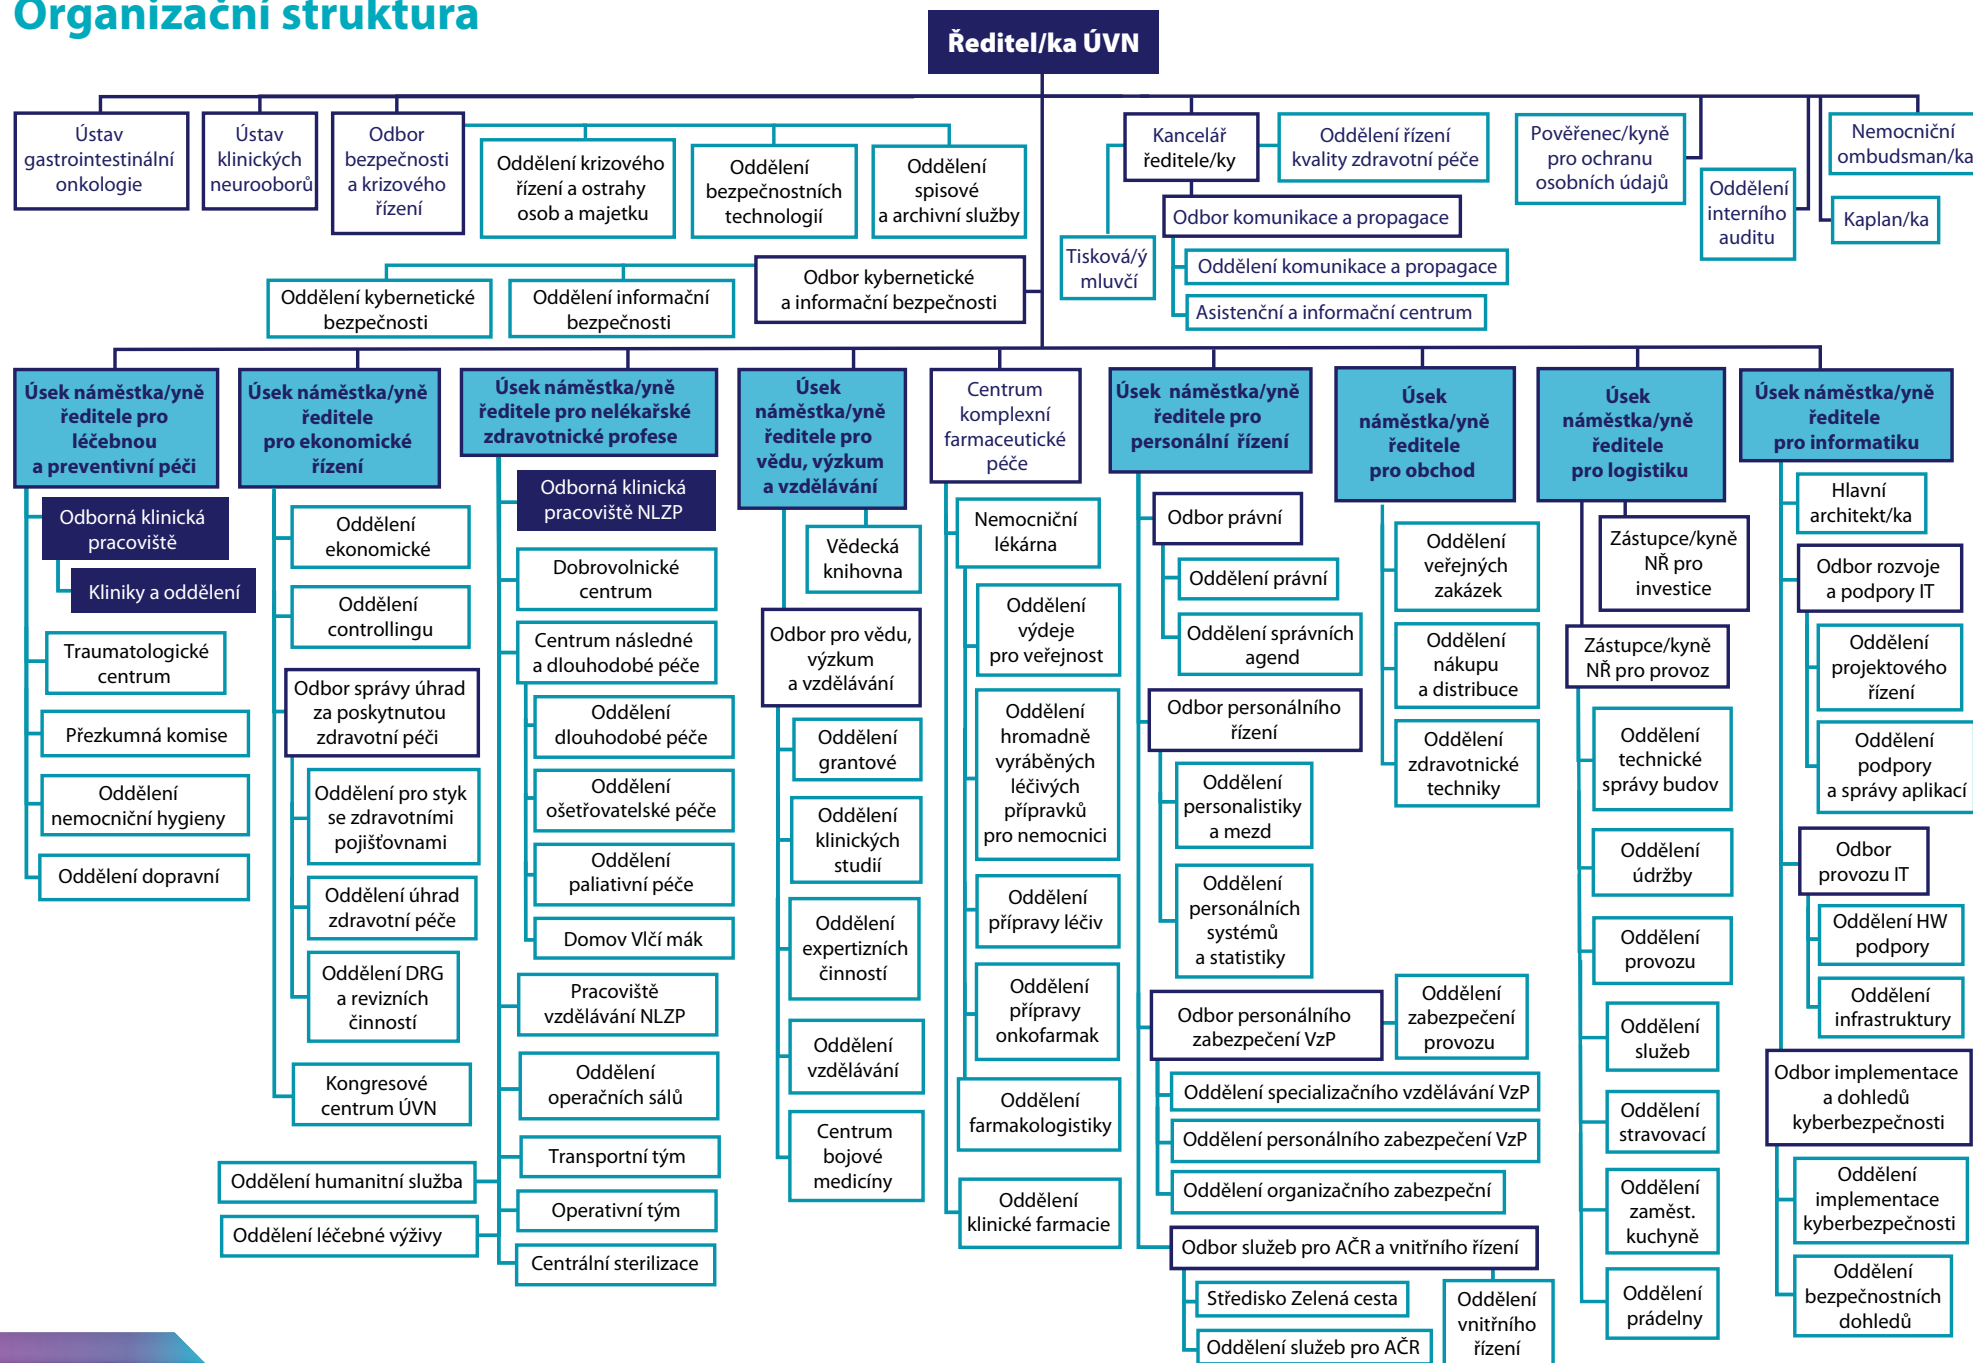 Organizační struktura
Ředitel/ka ÚVN
Ústav
gastrointestinální
onkologie
Ústav
klinických
neurooborů
Odbor
bezpečnosti
a krizového
řízení
Oddělení krizového
řízení a ostrahy
osob a majetku
Oddělení
bezpečnostních
technologií
Oddělení
spisové
a archivní služby
Kancelář
ředitele/ky
Oddělení řízení
kvality zdravotní péče
Pověřenec/kyně
pro ochranu
osobních údajů
Oddělení
interního
auditu
Nemocniční
ombudsman/ka
Kaplan/ka
Odbor komunikace a propagace
Tisková/ý
mluvčí
Oddělení komunikace a propagace
Asistenční a informační centrum
Odbor kybernetické
a informační bezpečnosti
Oddělení kybernetické
bezpečnosti
Oddělení informační
bezpečnosti
Úsek náměstka/yně
ředitele pro
léčebnou
a preventivní péči
Odborná klinická
pracoviště
Kliniky a oddělení
Traumatologické
centrum
Přezkumná komise
Oddělení
nemocniční hygieny
Oddělení dopravní
Úsek náměstka/yně
ředitele
pro ekonomické
řízení
Oddělení
ekonomické
Oddělení
controllingu
Odbor správy úhrad
za poskytnutou
zdravotní péči
Oddělení pro styk
se zdravotními
pojišťovnami
Oddělení úhrad
zdravotní péče
Oddělení DRG
a revizních
činností
Kongresové
centrum ÚVN
Úsek náměstka/yně
ředitele pro nelékařské
zdravotnické profese
Odborná klinická
pracoviště NLZP
Dobrovolnické
centrum
Centrum následné
a dlouhodobé péče
Oddělení
dlouhodobé péče
Oddělení
ošetřovatelské péče
Oddělení
paliativní péče
Domov Vlčí mák
Pracoviště
vzdělávání NLZP
Oddělení
operačních sálů
Transportní tým
Oddělení humanitní služba
Operativní tým
Oddělení léčebné výživy
Centrální sterilizace
Úsek
náměstka/yně
ředitele pro
vědu, výzkum
a vzdělávání
Vědecká
knihovna
Odbor pro vědu,
výzkum
a vzdělávání
Oddělení
grantové
Oddělení
klinických
studií
Oddělení
expertizních
činností
Oddělení
vzdělávání
Centrum
bojové
medicíny
Centrum
komplexní
farmaceutické
péče
Nemocniční
lékárna
Oddělení
výdeje
pro veřejnost
Oddělení
hromadně
vyráběných
léčivých
přípravků
pro nemocnici
Oddělení
přípravy léčiv
Oddělení
přípravy
onkofarmak
Oddělení
farmakologistiky
Oddělení
klinické farmacie
Úsek náměstka/yně
ředitele pro
personální řízení
Odbor právní
Oddělení právní
Oddělení správních
agend
Odbor personálního
řízení
Oddělení
personalistiky
a mezd
Oddělení
personálních
systémů
a statistiky
Odbor personálního
zabezpečení VzP
Oddělení
zabezpečení
provozu
Oddělení specializačního vzdělávání VzP
Oddělení personálního zabezpečení VzP
Oddělení organizačního zabezpeční
Odbor služeb pro AČR a vnitřního řízení
Středisko Zelená cesta
Oddělení služeb pro AČR
Oddělení
vnitřního
řízení
Úsek
náměstka/yně
ředitele
pro obchod
Oddělení
veřejných
zakázek
Oddělení
nákupu
a distribuce
Oddělení
zdravotnické
techniky
Úsek
náměstka/yně
ředitele
pro logistiku
Zástupce/kyně
NŘ pro
investice
Zástupce/kyně
NŘ pro provoz
Oddělení
technické
správy budov
Oddělení
údržby
Oddělení
provozu
Oddělení
služeb
Oddělení
stravovací
Oddělení
zaměst.
kuchyně
Oddělení
prádelny
Úsek náměstka/yně
ředitele
pro informatiku
Hlavní
architekt/ka
Odbor rozvoje
a podpory IT
Oddělení
projektového
řízení
Oddělení
podpory
a správy aplikací
Odbor
provozu IT
Oddělení HW
podpory
Oddělení
infrastruktury
Odbor implementace
a dohledů
kyberbezpečnosti
Oddělení
implementace
kyberbezpečnosti
Oddělení
bezpečnostních
dohledů